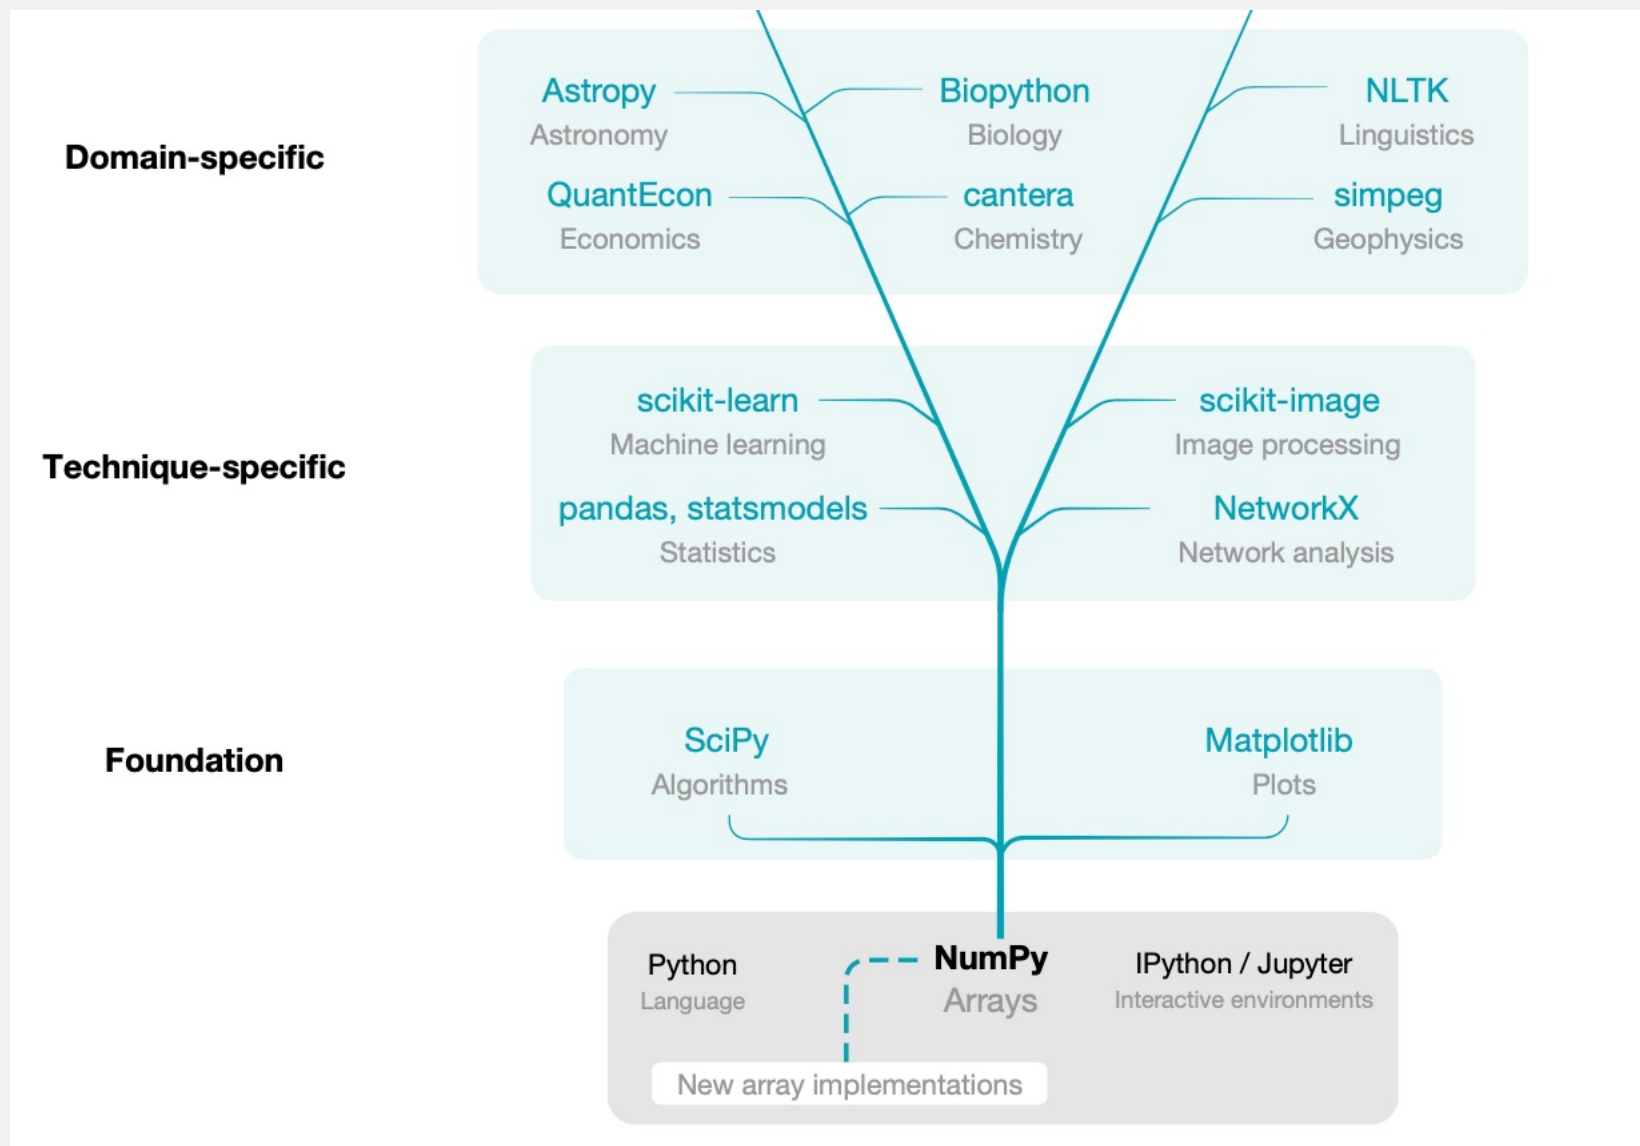 Domain-specific
Astropy
Astronomy
Biopython
Biology
NLTK
Linguistics
QuantEcon
Economics
cantera
Chemistry
simpeg
Geophysics
Technique-specific
scikit-learn
Machine learning
scikit-image
Image processing
pandas, statsmodels
Statistics
NetworkX
Network analysis
Foundation
SciPy
Algorithms
Matplotlib
Plots
Python
Language
NumPy
Arrays
IPython / Jupyter
Interactive environments
New array implementations